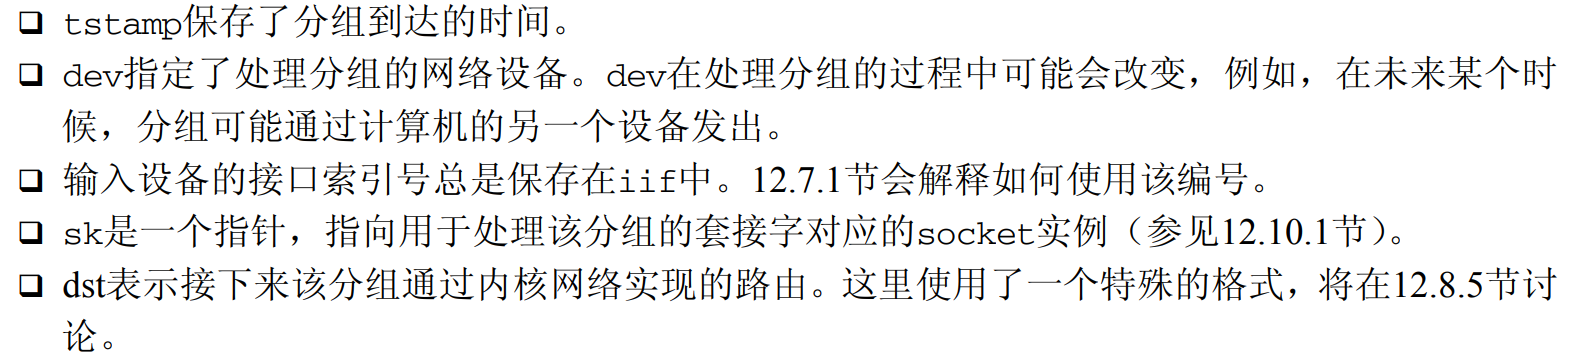 ❑ tstamp保存了分组到达的时间。
❑ dev指定了处理分组的网络设备。dev在处理分组的过程中可能会改变，例如，在未来某个时
候，分组可能通过计算机的另一个设备发出。
❑ 输入设备的接口索引号总是保存在iif中。12.7.1节会解释如何使用该编号。
❑ sk是一个指针，指向用于处理该分组的套接字对应的socket实例（参见12.10.1节）。
❑ dst表示接下来该分组通过内核网络实现的路由。这里使用了一个特殊的格式，将在12.8.5节讨
论。